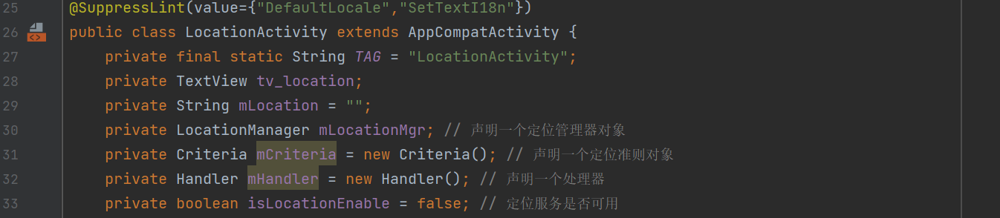 25 @SuppressLint(value={"DefaultLocale","SetTextI18n"})
26 public class LocationActivity extends AppCompatActivity {
27 private final static String TAG = "LocationActivity";
28 private TextView tv_location;
29 private String mLocation = "";
30 private LocationManager mLocationMgr; // 声明一个定位管理器对象
31 private Criteria mCriteria = new Criteria(); // 声明一个定位准则对象
32 private Handler mHandler = new Handler(); // 声明一个处理器
33 private boolean isLocationEnable = false; // 定位服务是否可用